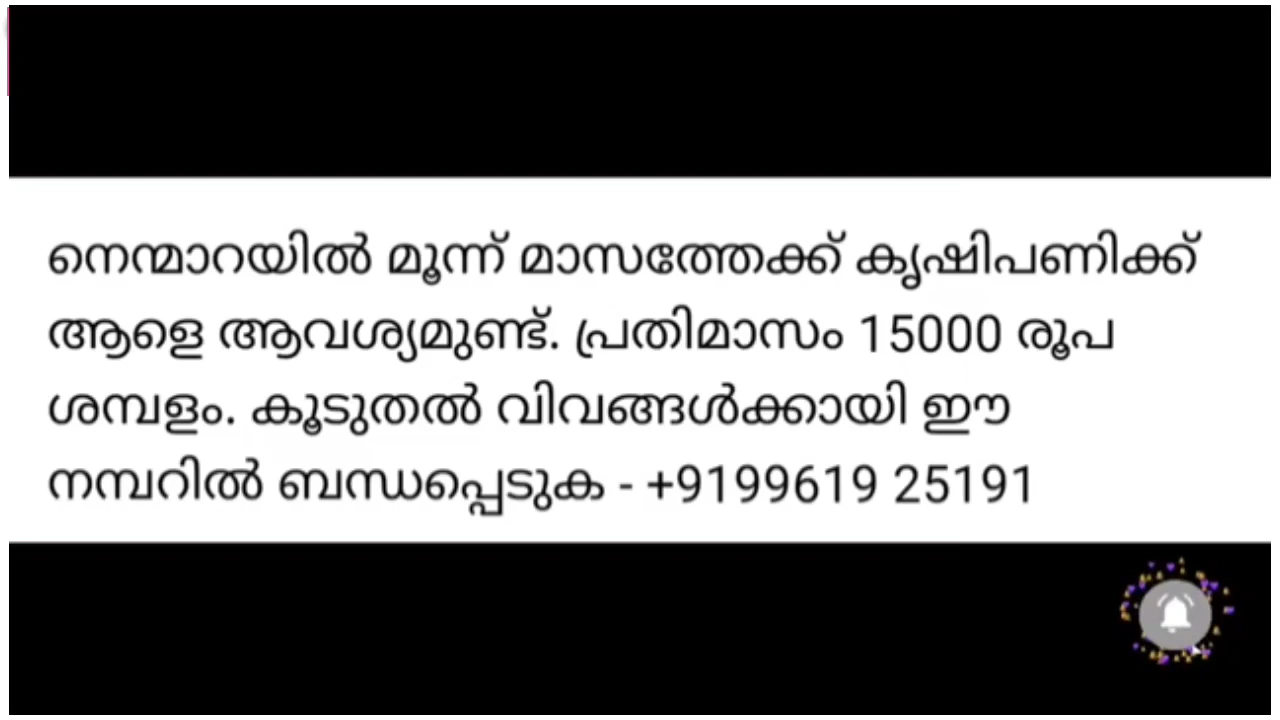 നെന്മാറയിൽ മൂന്ന് മാസത്തേക്ക് കൃഷിപണിക്ക്
ആളെ ആവശ്യമുണ്ട്. പ്രതിമാസം 15000 രൂപ
ശമ്പളം. കൂടുതൽ വിവങ്ങൾക്കായി ഈ
നമ്പറിൽ ബന്ധപ്പെടുക - +9199619 25191